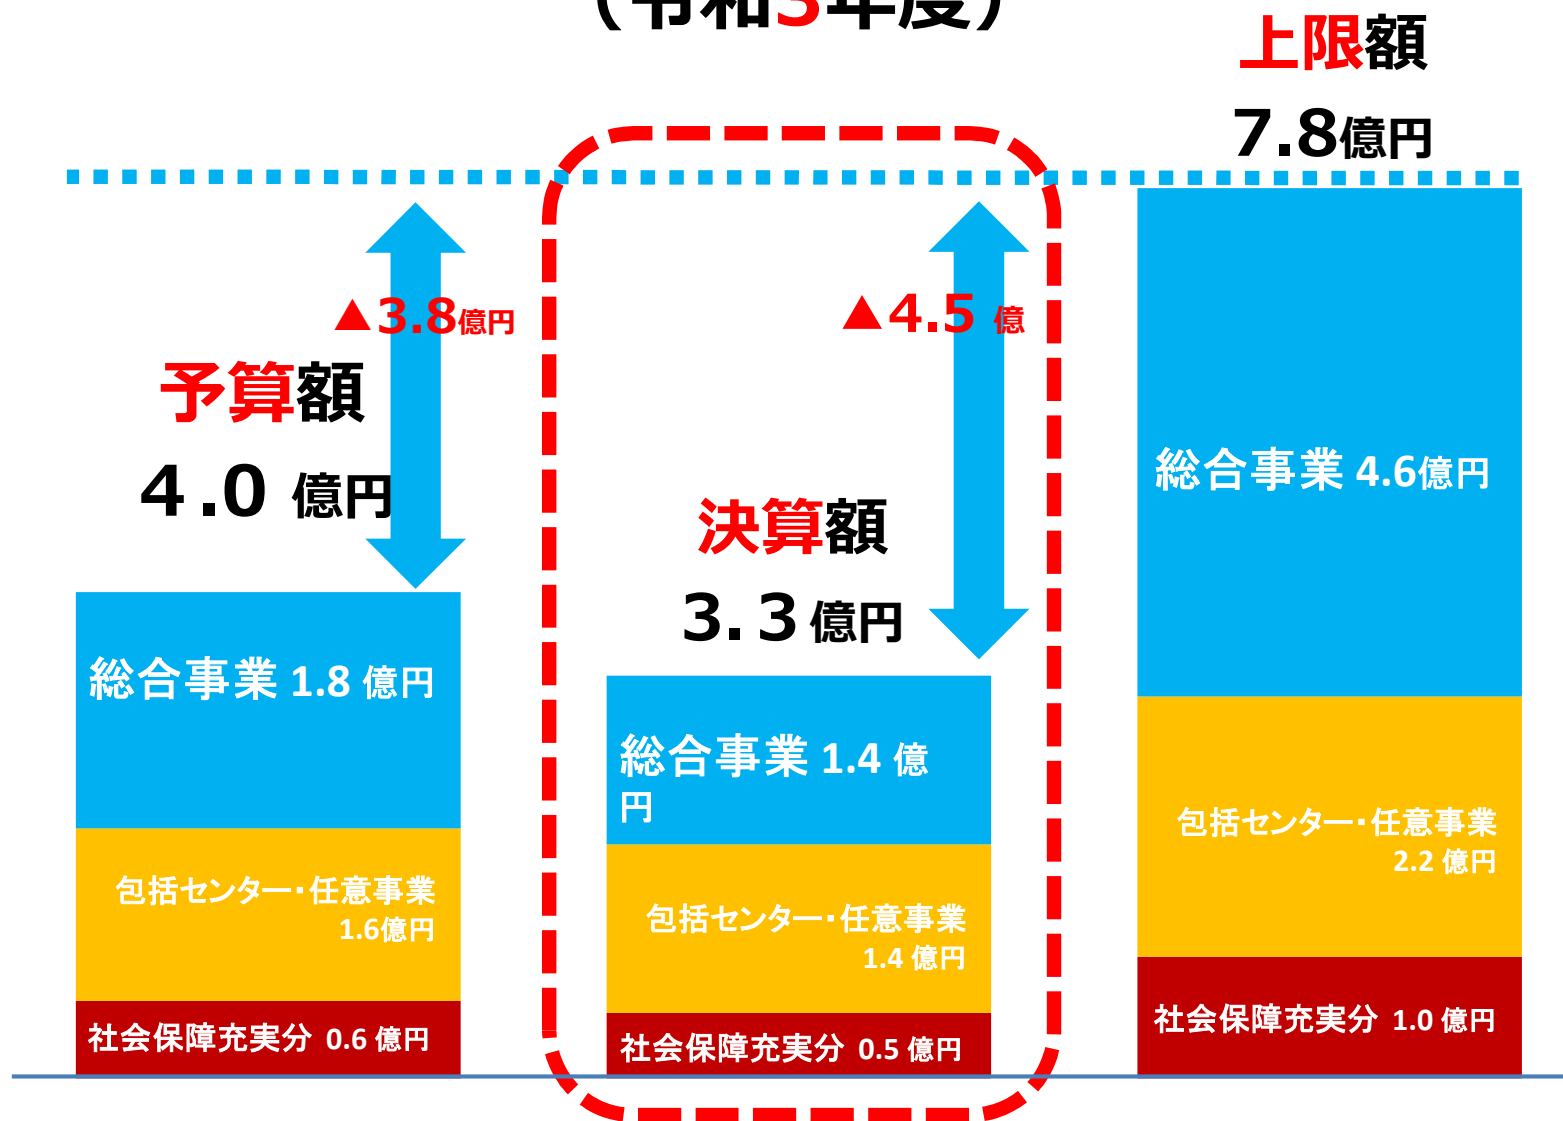 （令和3年度）
上限額
7.8億円
▲3.8億円
▲4.5 億
予算額
４.0 億円
決算額
3.３億円
総合事業 4.6億円
総合事業 1.8 億円
総合事業 1.4 億
円
包括センター・任意事業
2.2 億円
包括センター・任意事業
1.6億円
包括センター・任意事業
1.4 億円
社会保障充実分 0.6 億円
社会保障充実分 0.5 億円
社会保障充実分 1.0 億円